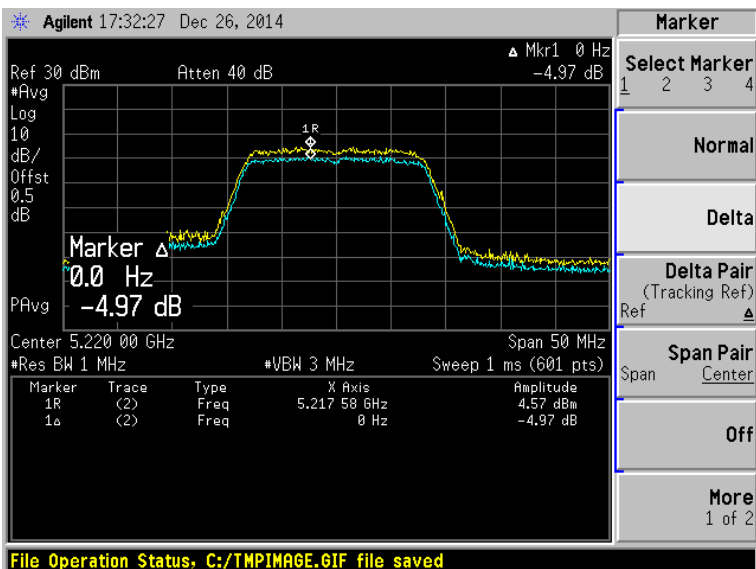 Agilent 17:32:27 Dec 26, 2014
Δ Mkr1 0 Hz
Ref 30 dBm Atten 40 dB -4.97 dB
#Avg
Log
10
dB/
Offst
0.5
dB
1R
Marker Δ
0.0 Hz
-4.97 dB
PAvg
Center 5.220 00 GHz Span 50 MHz
#Res BW 1 MHz #VBW 3 MHz Sweep 1 ms (601 pts)
Marker Trace Type X Axis Amplitude
1R (2) Freq 5.217 58 GHz 4.57 dBm
1Δ (2) Freq 0 Hz -4.97 dB
File Operation Status, C:/TMPIMAGE.GIF file saved
Marker
Select Marker
1 2 3 4
Normal
Delta
Delta Pair
(Tracking Ref)
Ref Δ
Span Pair
Span Center
Off
More
1 of 2